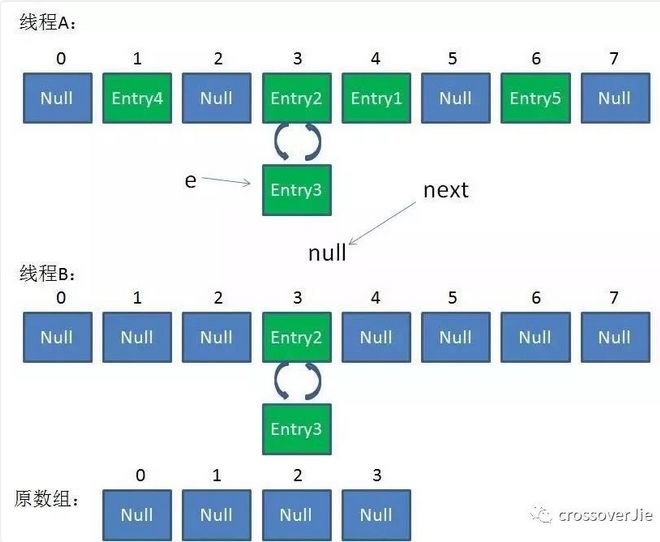 线程A：
0 1 2 3 4 5 6 7
Null Entry4 Null Entry2 Entry1 Null Entry5 Null
e Entry3 next
null
线程B：
0 1 2 3 4 5 6 7
Null Null Null Entry2 Null Null Null Null
Entry3
0 1 2 3
原数组： Null Null Null Null
crossoverJie